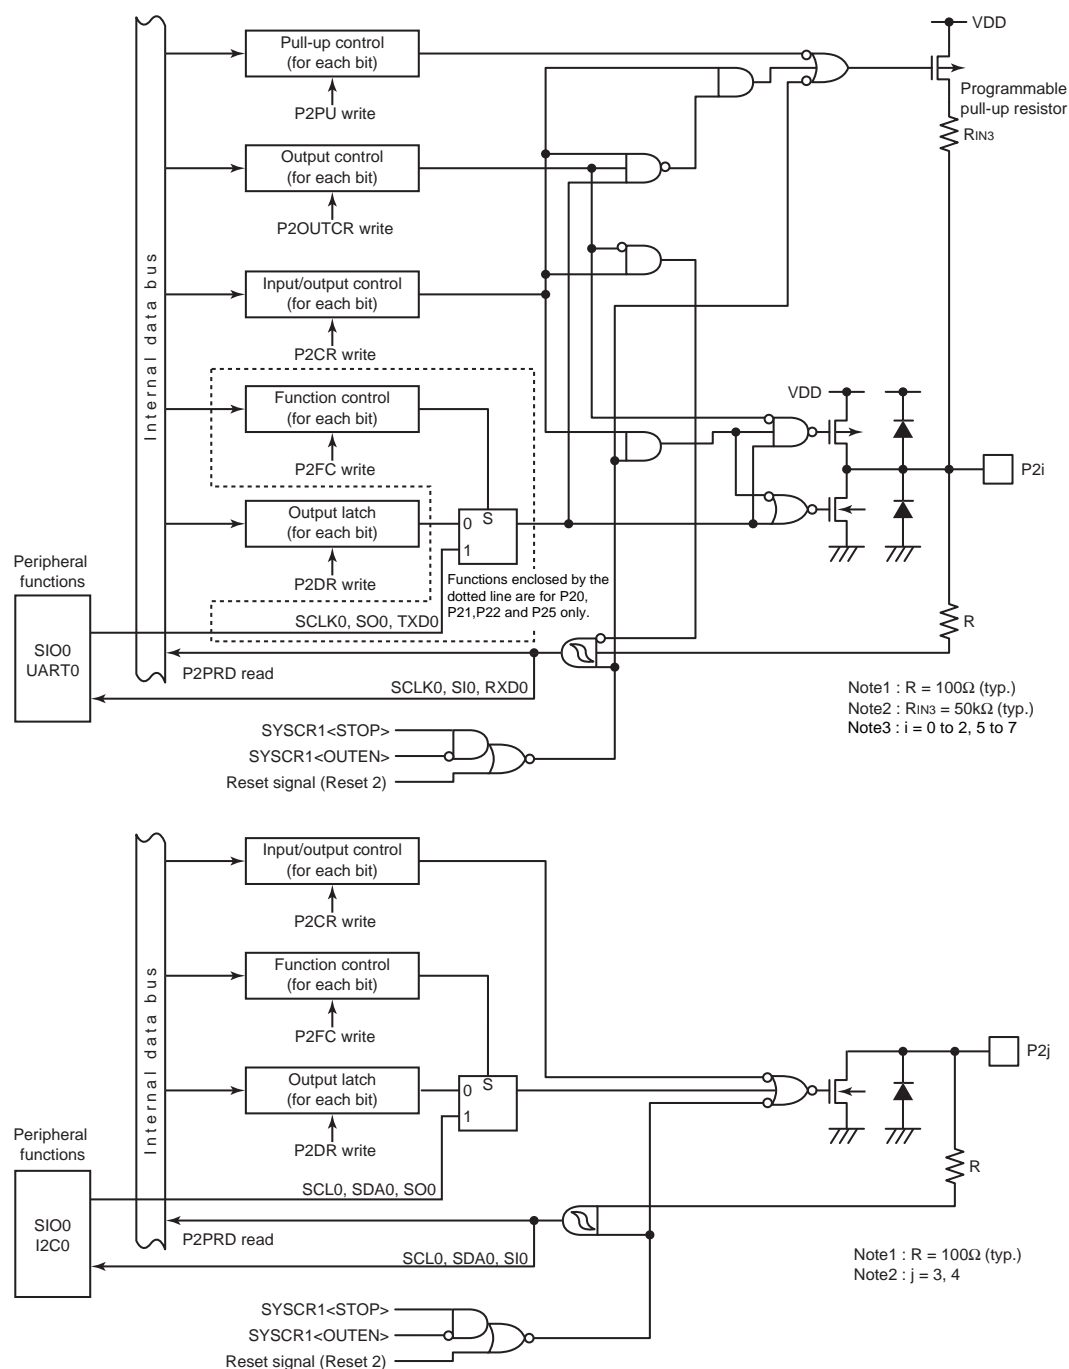 VDD
Pull-up control
(for each bit)
P2PU write
Programmable
pull-up resistor
RIN3
Output control
(for each bit)
P2OUTCR write
Internal data bus
Input/output control
(for each bit)
P2CR write
Function control
(for each bit)
P2FC write
VDD
P2i
Output latch
(for each bit)
P2DR write
0
S
1
Functions enclosed by the
dotted line are for P20,
P21,P22 and P25 only.
Peripheral
functions
SIO0
UART0
SCLK0, SO0, TXD0
R
P2PRD read
SCLK0, SI0, RXD0
Note1 : R = 100Ω (typ.)
Note2 : RIN3 = 50kΩ (typ.)
Note3 : i = 0 to 2, 5 to 7
SYSCR1<STOP>
SYSCR1<OUTEN>
Reset signal (Reset 2)
Internal data bus
Input/output control
(for each bit)
P2CR write
Function control
(for each bit)
P2FC write
P2j
Output latch
(for each bit)
P2DR write
0
S
1
Peripheral
functions
SIO0
I2C0
SCL0, SDA0, SO0
R
P2PRD read
SCL0, SDA0, SI0
Note1 : R = 100Ω (typ.)
Note2 : j = 3, 4
SYSCR1<STOP>
SYSCR1<OUTEN>
Reset signal (Reset 2)